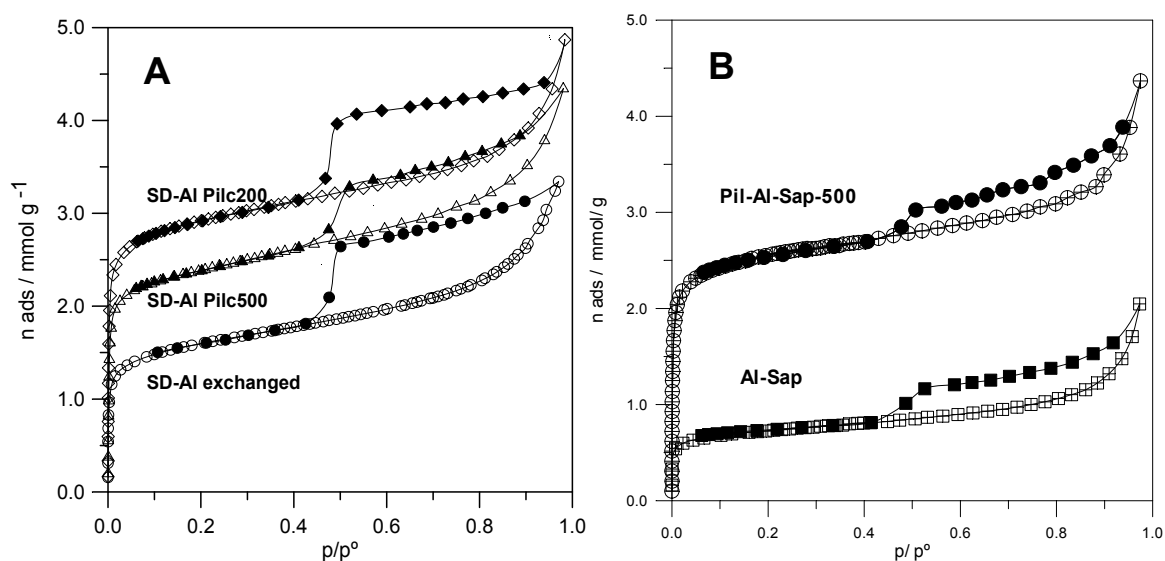 A
n ads / mmol g -1
5.0
4.0
3.0
2.0
1.0
0.0
SD-Al Pilc200
SD-Al Pilc500
SD-Al exchanged
0.0 0.2 0.4 0.6 0.8 1.0
p/pº
B
n ads / mmol/ g
5.0
4.0
3.0
2.0
1.0
0.0
Pil-Al-Sap-500
Al-Sap
0.0 0.2 0.4 0.6 0.8 1.0
p/ pº